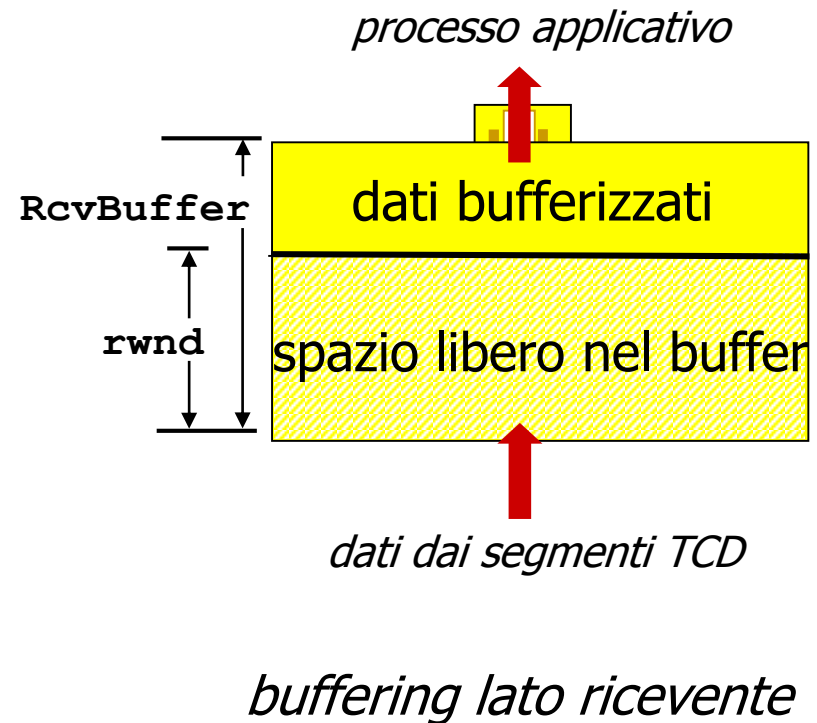 processo applicativo
RcvBuffer
dati bufferizzati
rwnd
spazio libero nel buffer
dati dai segmenti TCD
buffering lato ricevente